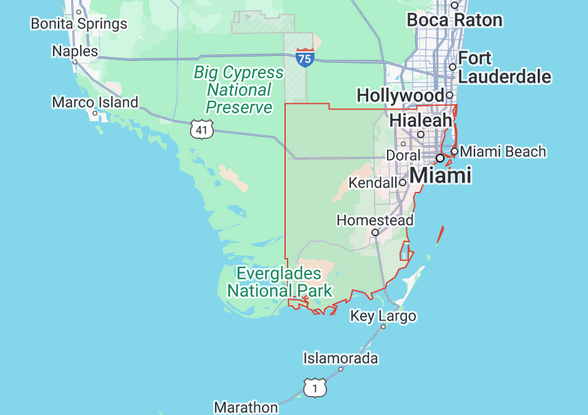 Boca Raton
Bonita Springs
Naples
75
Fort
Lauderdale
Big Cypress
National
Preserve
Hollywood
Marco Island
41
Hialeah
Doral
Miami Beach
Kendall
Miami
Homestead
Everglades
National Park
Key Largo
Islamorada
1
Marathon